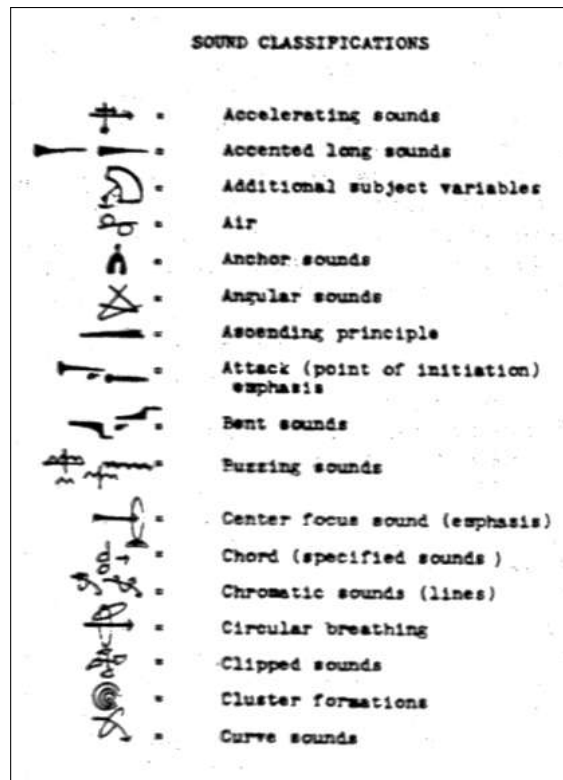 SOUND CLASSIFICATIONS
= Accelerating sounds
= Accented long sounds
= Additional subject variables
= Air
= Anchor sounds
= Angular sounds
= Ascending principle
= Attack (point of initiation)
emphasis
= Bent sounds
= Buzzing sounds
= Center focus sound (emphasis)
= Chord (specified sounds )
= Chromatic sounds (lines)
= Circular breathing
= Clipped sounds
= Cluster formations
= Curve sounds